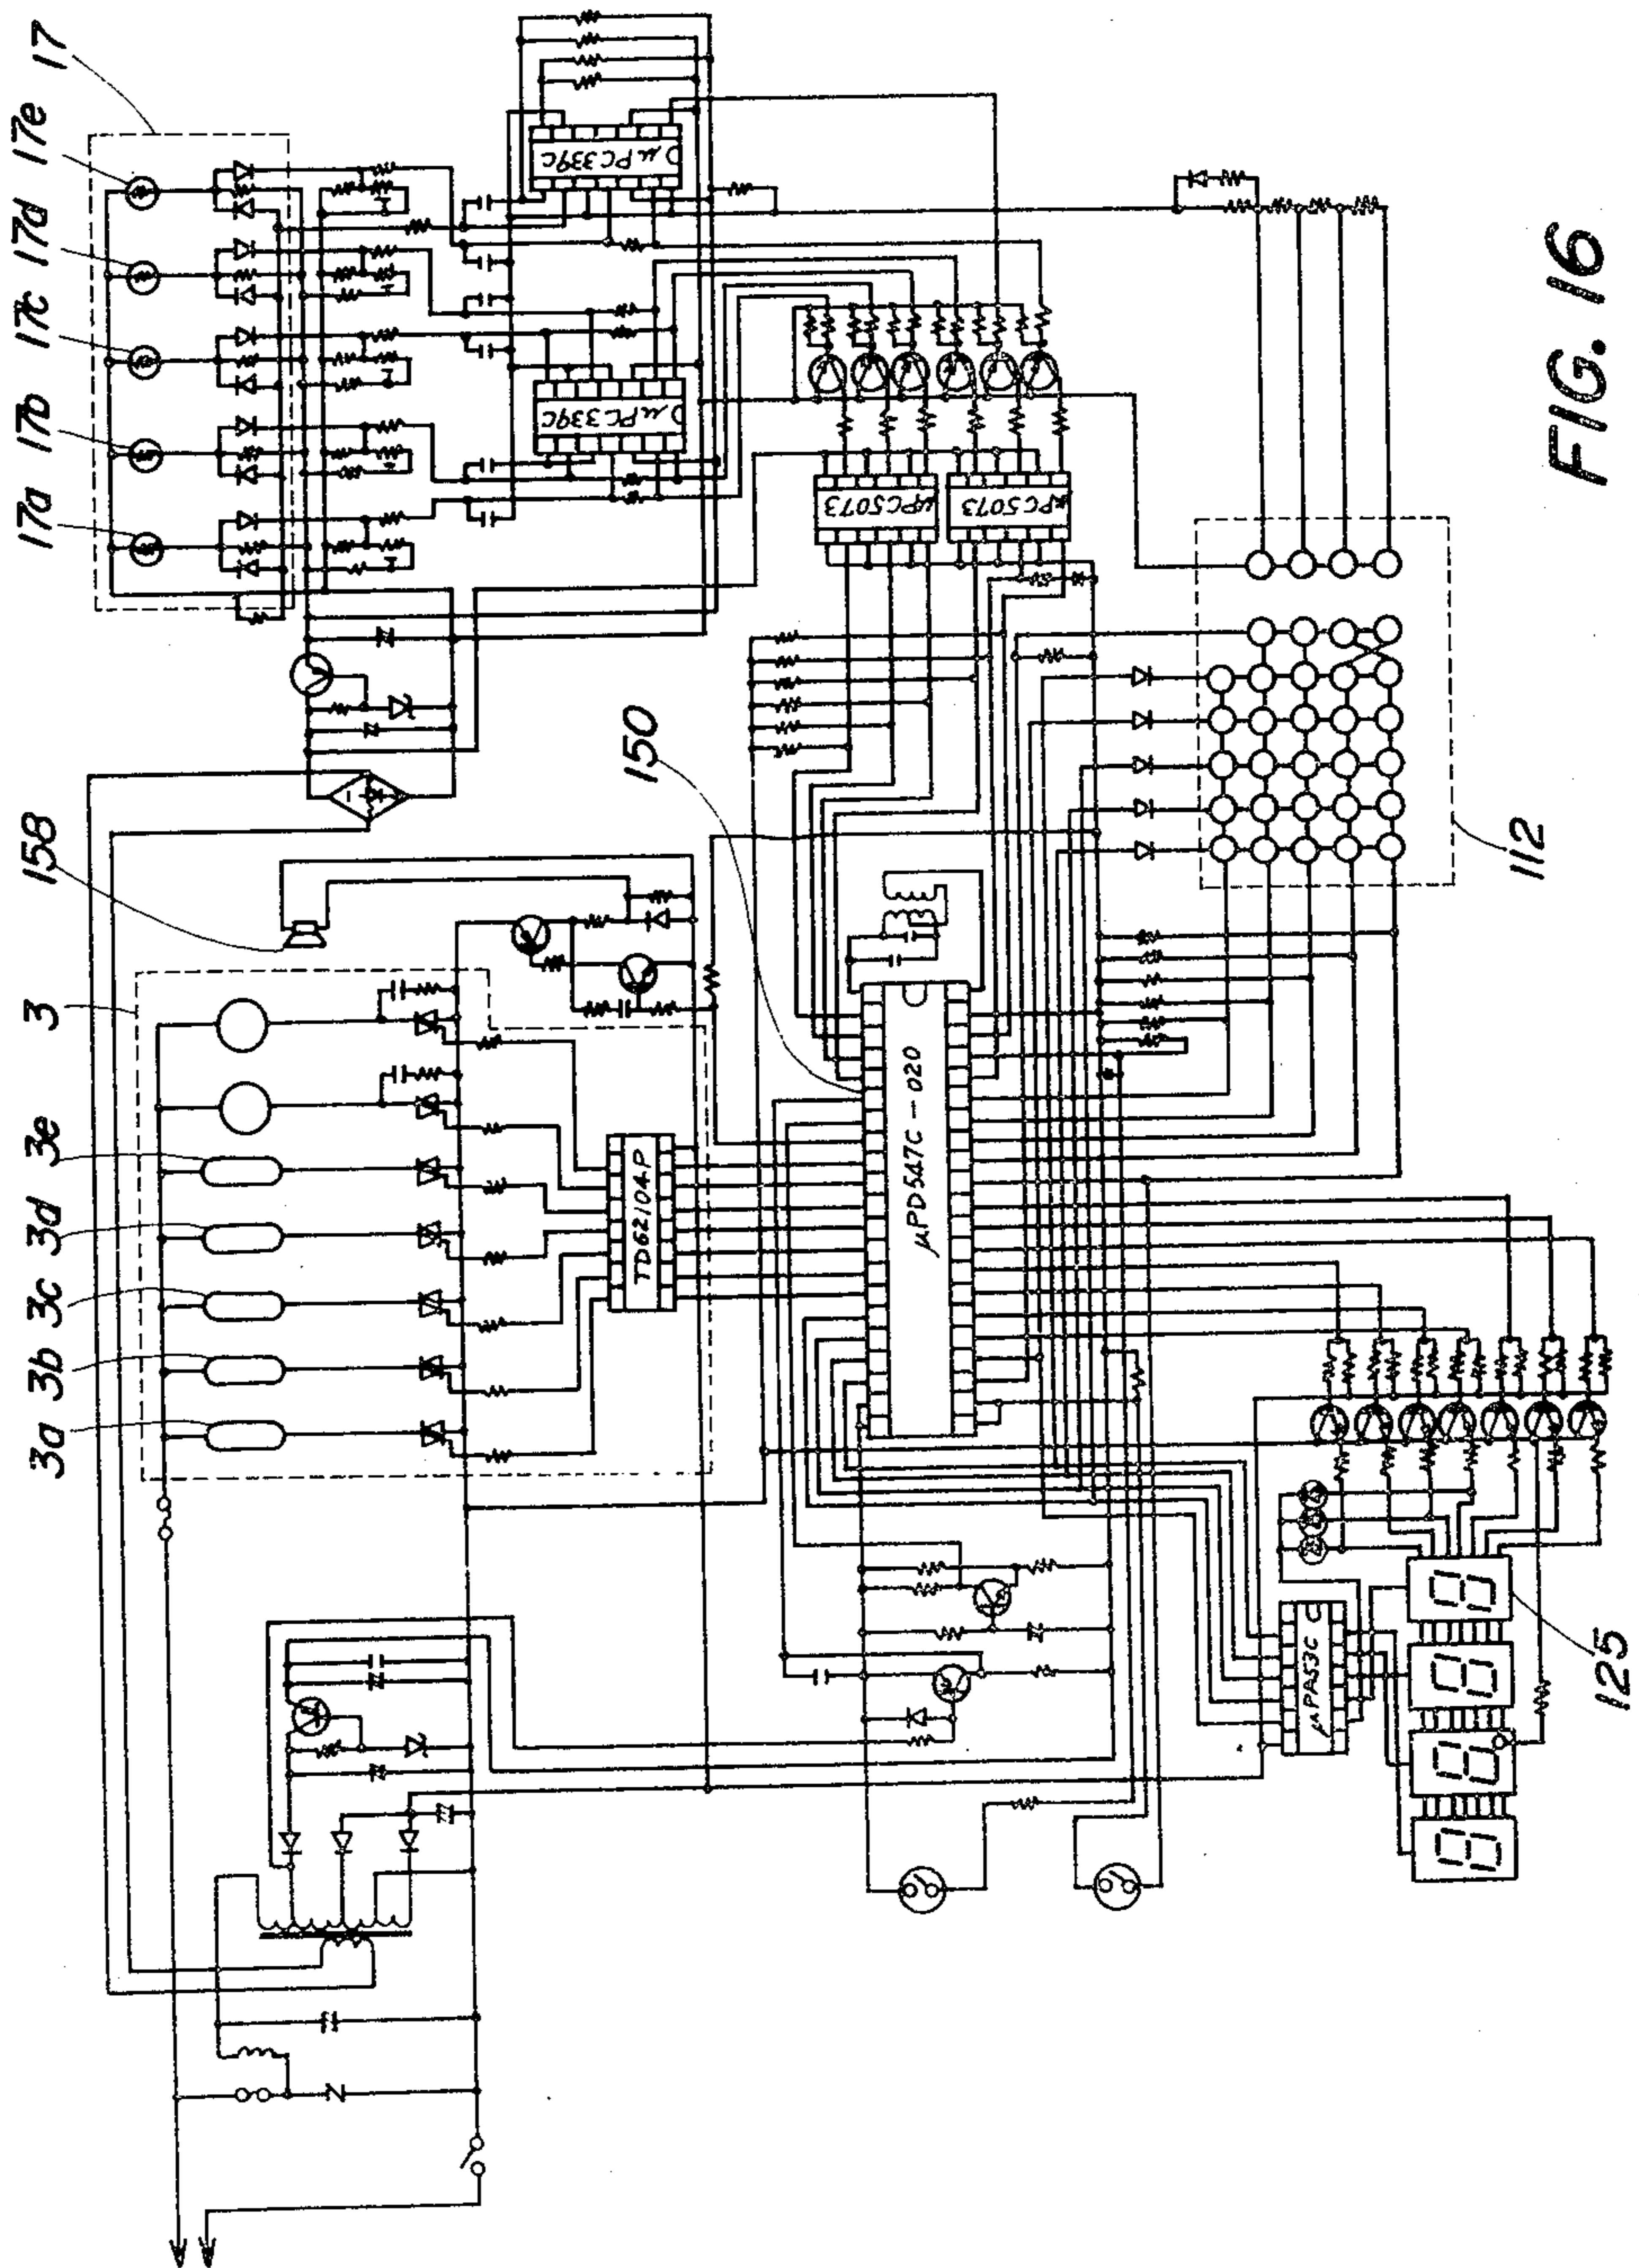 3a 3b 3c 3d 3e 3 158 17a 17b 17c 17d 17e 17
μPC339C
μPC339C
TD62104P
150
μPC5073
μPC5073
μPD547C-020
μPA53C
125
112
FIG. 16